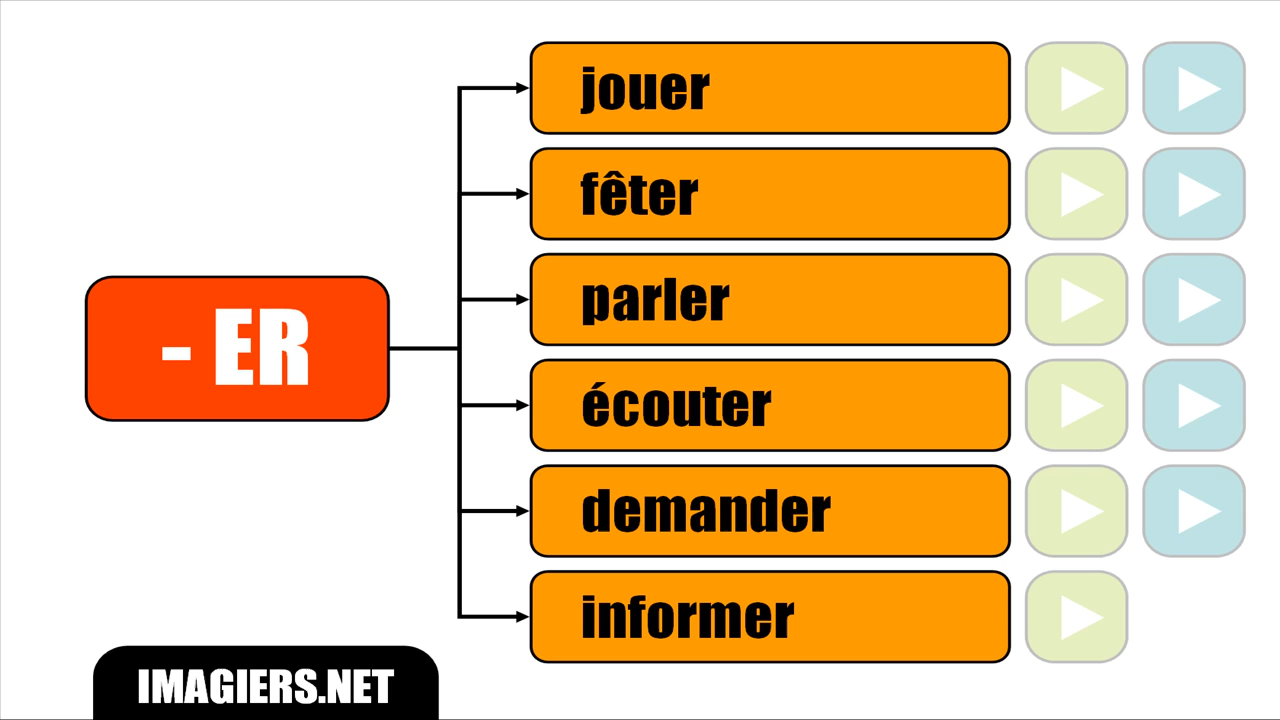 - ER
jouer
fêter
parler
écouter
demander
informer
IMAGIERS.NET